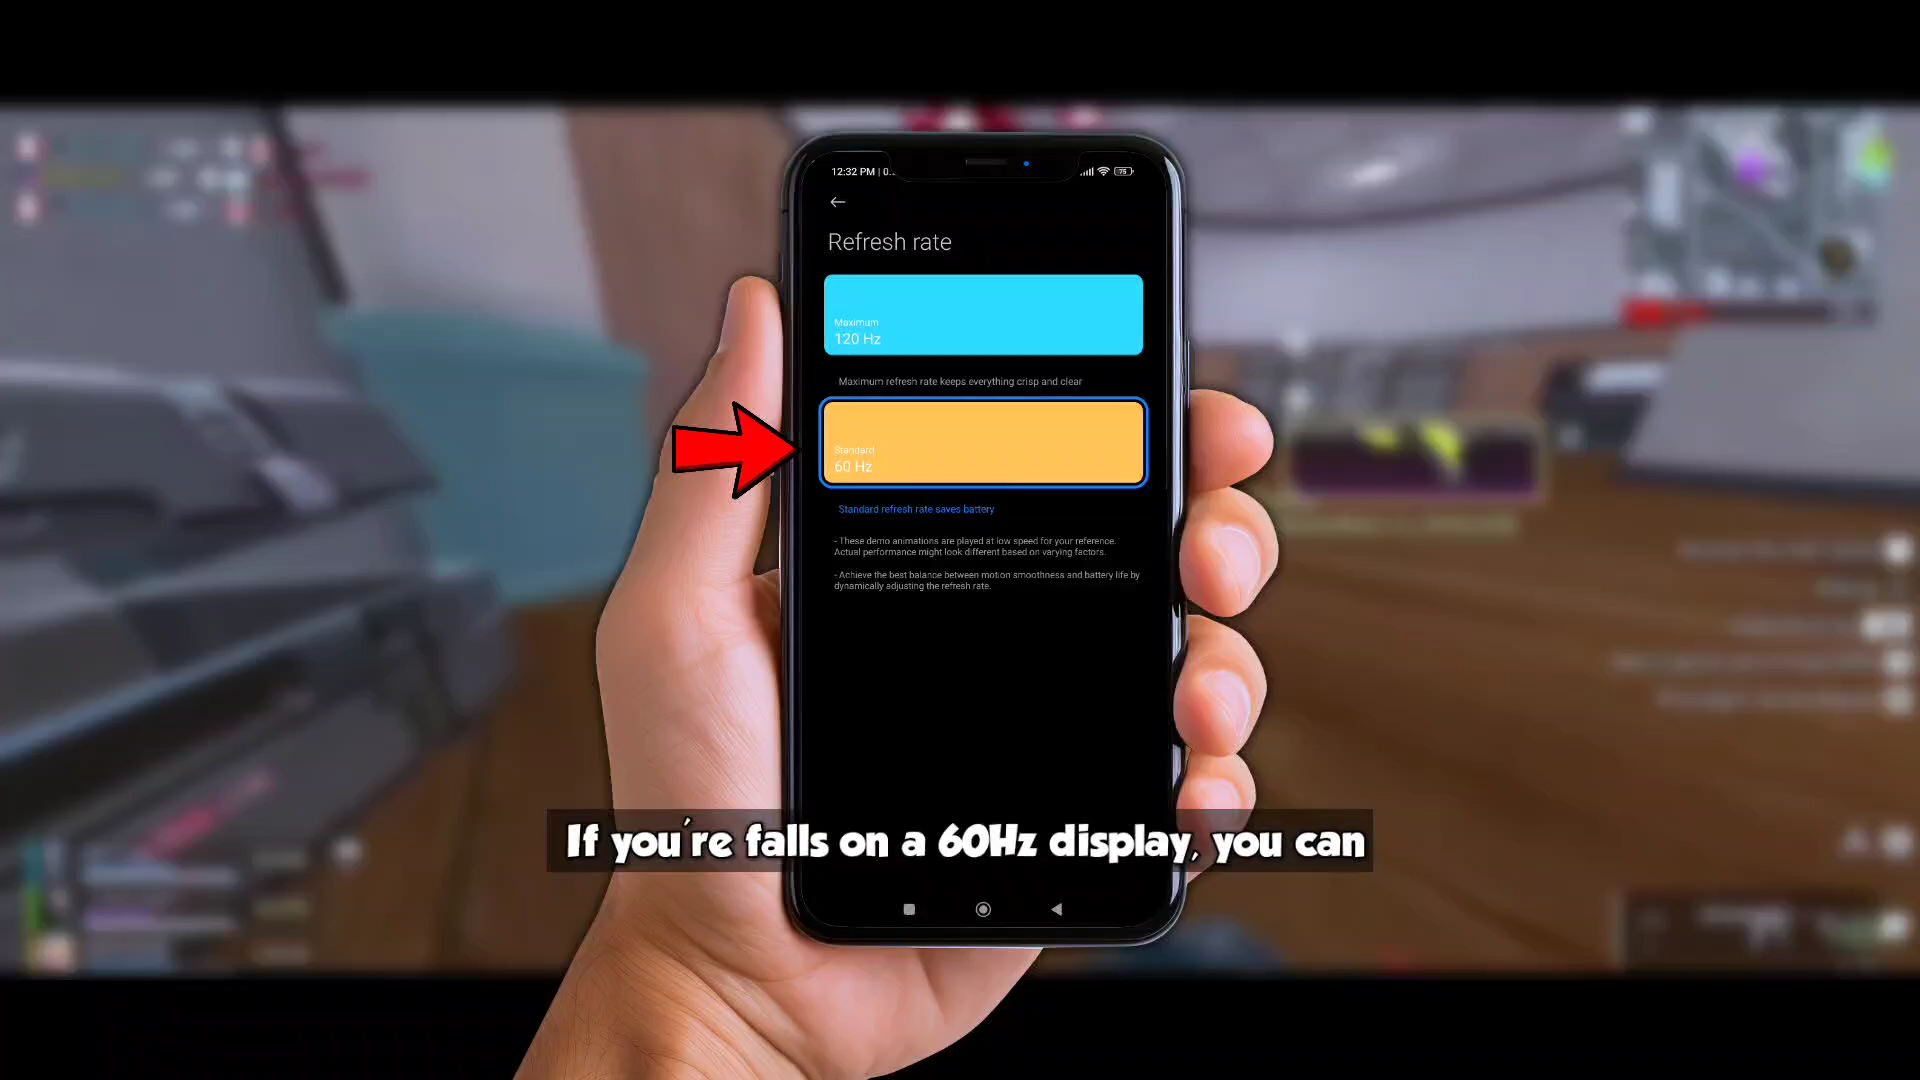 12:32 PM | 0...
75
Refresh rate
Maximum
120 Hz
Maximum refresh rate keeps everything crisp and clear
Standard
60 Hz
Standard refresh rate saves battery
- These demo animations are played at low speed for your reference.
Actual performance might look different based on varying factors.
- Achieve the best balance between motion smoothness and battery life by
dynamically adjusting the refresh rate.
If you're falls on a 60Hz display, you can